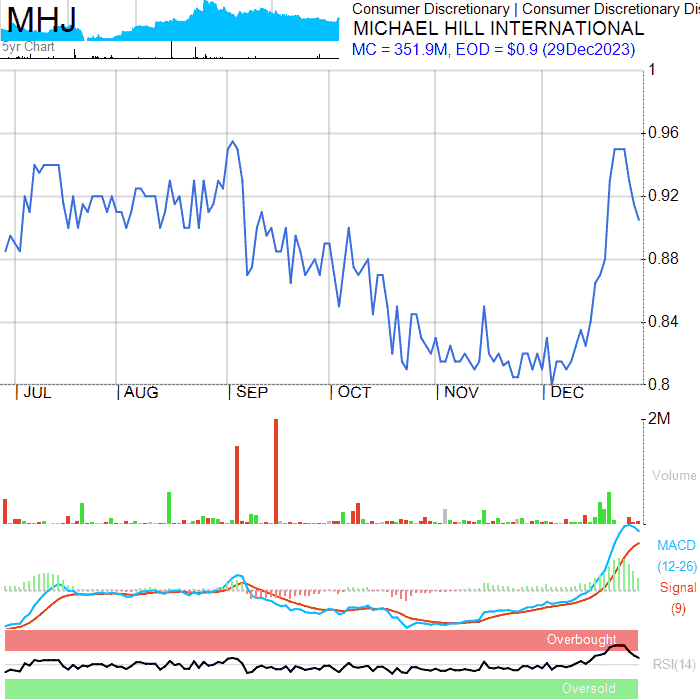 MHJ
5yr Chart
Consumer Discretionary | Consumer Discretionary Dis
MICHAEL HILL INTERNATIONAL
MC = 351.9M, EOD = $0.9 (29Dec2023)
1
0.96
0.92
0.88
0.84
0.8
| JUL | AUG | SEP | OCT | NOV | DEC
2M
Volume
MACD
(12-26)
Signal
(9)
Overbought
RSI(14)
Oversold